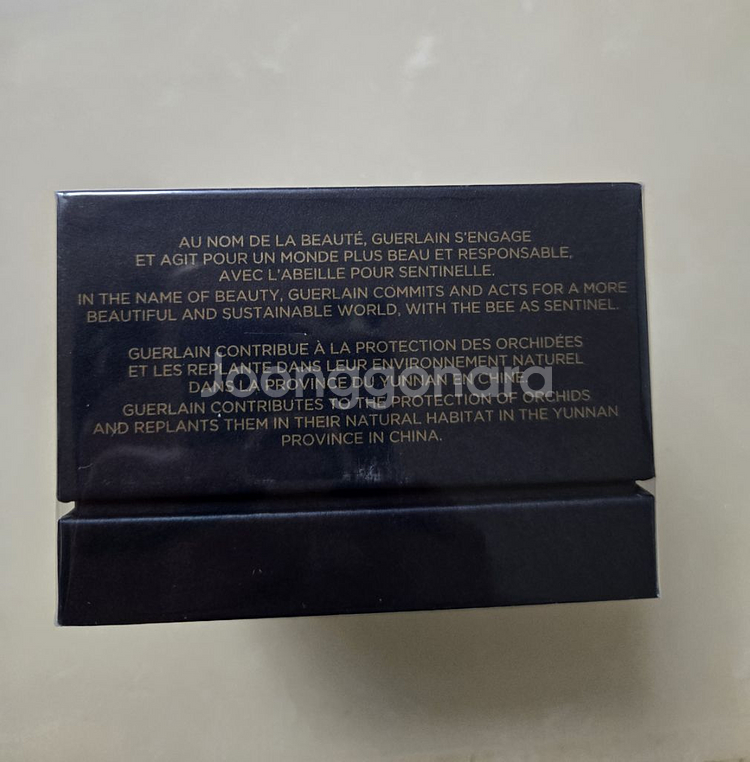 AU NOM DE LA BEAUTÉ, GUERLAIN S'ENGAGE
ET AGIT POUR UN MONDE PLUS BEAU ET RESPONSABLE,
AVEC L'ABEILLE POUR SENTINELLE.
IN THE NAME OF BEAUTY, GUERLAIN COMMITS AND ACTS FOR A MORE
BEAUTIFUL AND SUSTAINABLE WORLD, WITH THE BEE AS SENTINEL.
GUERLAIN CONTRIBUE À LA PROTECTION DES ORCHIDÉES
ET LES REPLANTE DANS LEUR ENVIRONNEMENT NATUREL
DANS LA PROVINCE DU YUNNAN EN CHINE.
Joonggonara
GUERLAIN CONTRIBUTES TO THE PROTECTION OF ORCHIDS
AND REPLANTS THEM IN THEIR NATURAL HABITAT IN THE YUNNAN
PROVINCE IN CHINA.